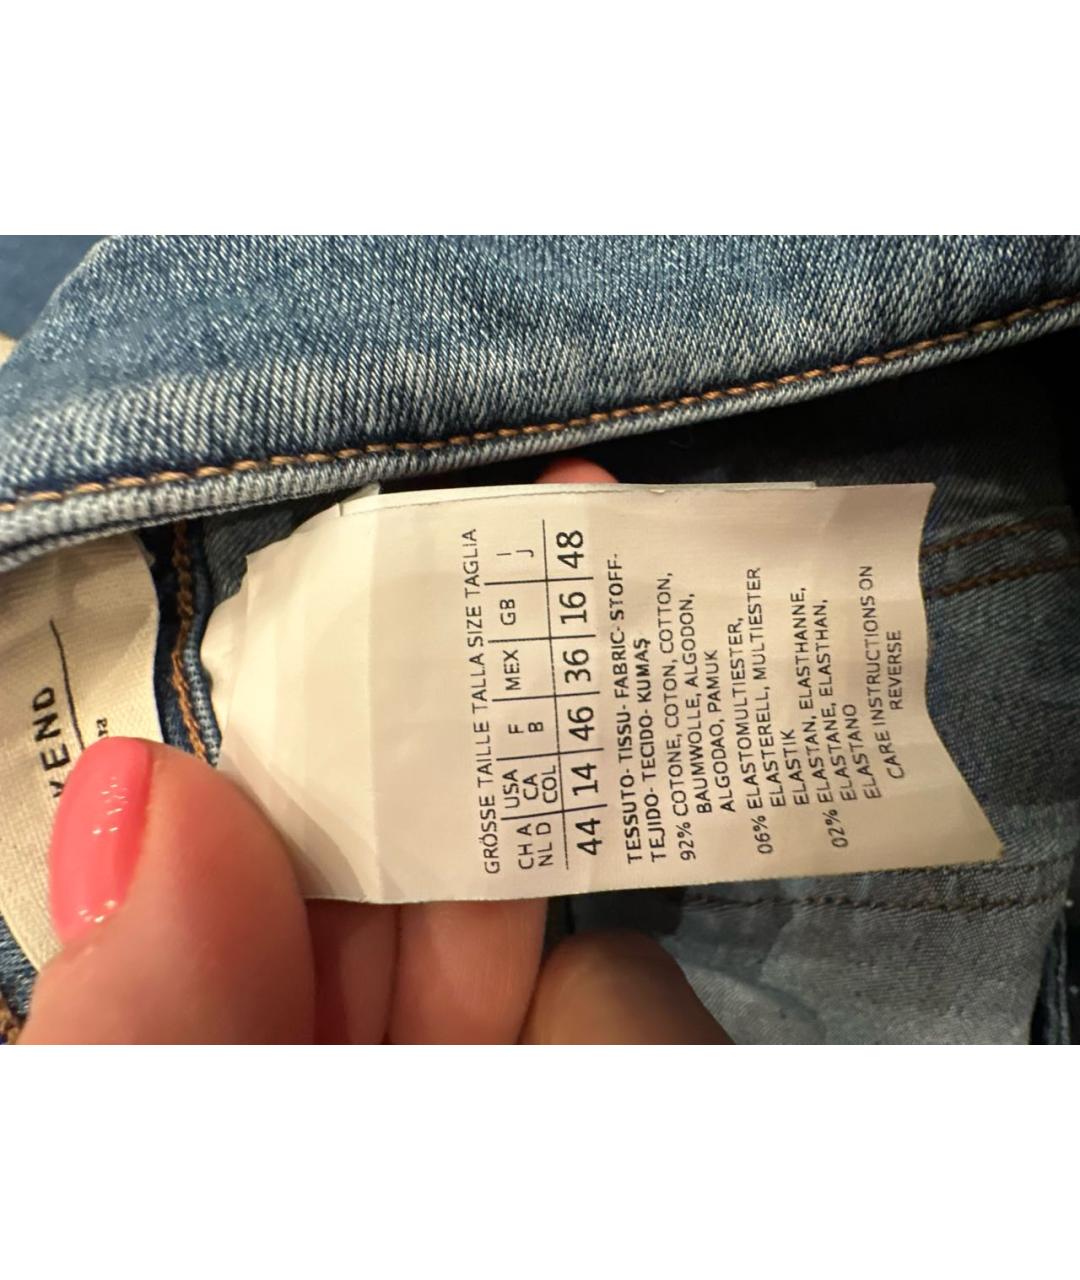 GRÖSSE TAILLE TALLA SIZE TAGLIA
CH A | USA | F | MEX | GB | I
NL D | CA COL | B | J
44 | 14 | 46 | 36 | 16 | 48
TESSUTO- TISSU- FABRIC- STOFF-
TEJIDO- TECIDO- KUMAŞ
92% COTONE, COTON, COTTON,
BAUMWOLLE, ALGODON,
ALGODAO, PAMUK
06% ELASTOMULTIESTER,
ELASTERELL, MULTIESTER
ELASTIK
02% ELASTAN, ELASTHANNE,
ELASTANE, ELASTHAN,
ELASTANO
CARE INSTRUCTIONS ON
REVERSE